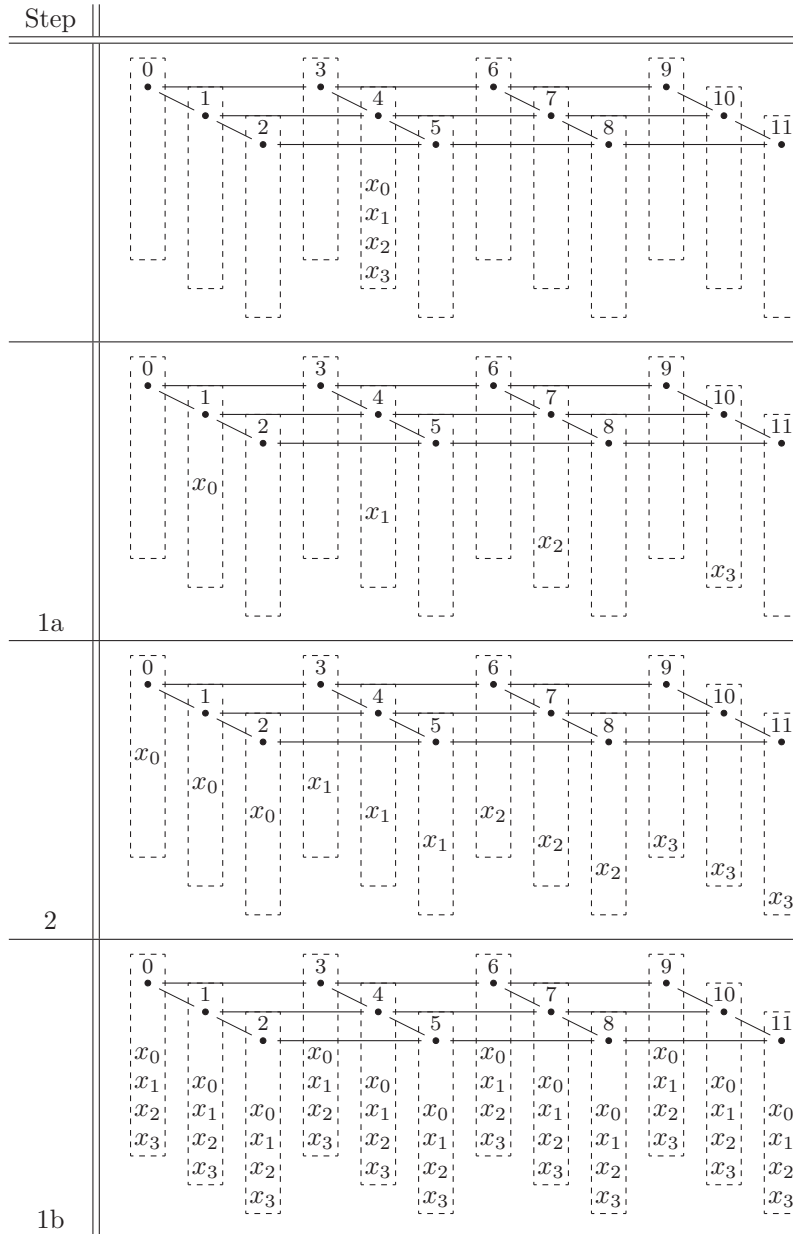 Step
0 3 6 9
1 4 7 10
2 5 8 11
x₀
x₁
x₂
x₃
0 3 6 9
1 4 7 10
2 5 8 11
x₀
x₁
x₂
x₃
1a
0 3 6 9
1 4 7 10
2 5 8 11
x₀
x₀ x₁
x₀ x₁ x₂
x₁ x₂ x₃
x₂ x₃
x₃
2
0 3 6 9
1 4 7 10
2 5 8 11
x₀ x₀ x₀ x₀
x₁ x₀ x₁ x₀ x₁ x₀ x₁ x₀
x₂ x₁ x₀ x₂ x₁ x₀ x₂ x₁ x₀ x₂ x₁ x₀
x₃ x₂ x₁ x₃ x₂ x₁ x₃ x₂ x₁ x₃ x₂ x₁
x₃ x₂ x₃ x₂ x₃ x₂ x₃ x₂
x₃ x₃ x₃ x₃
1b